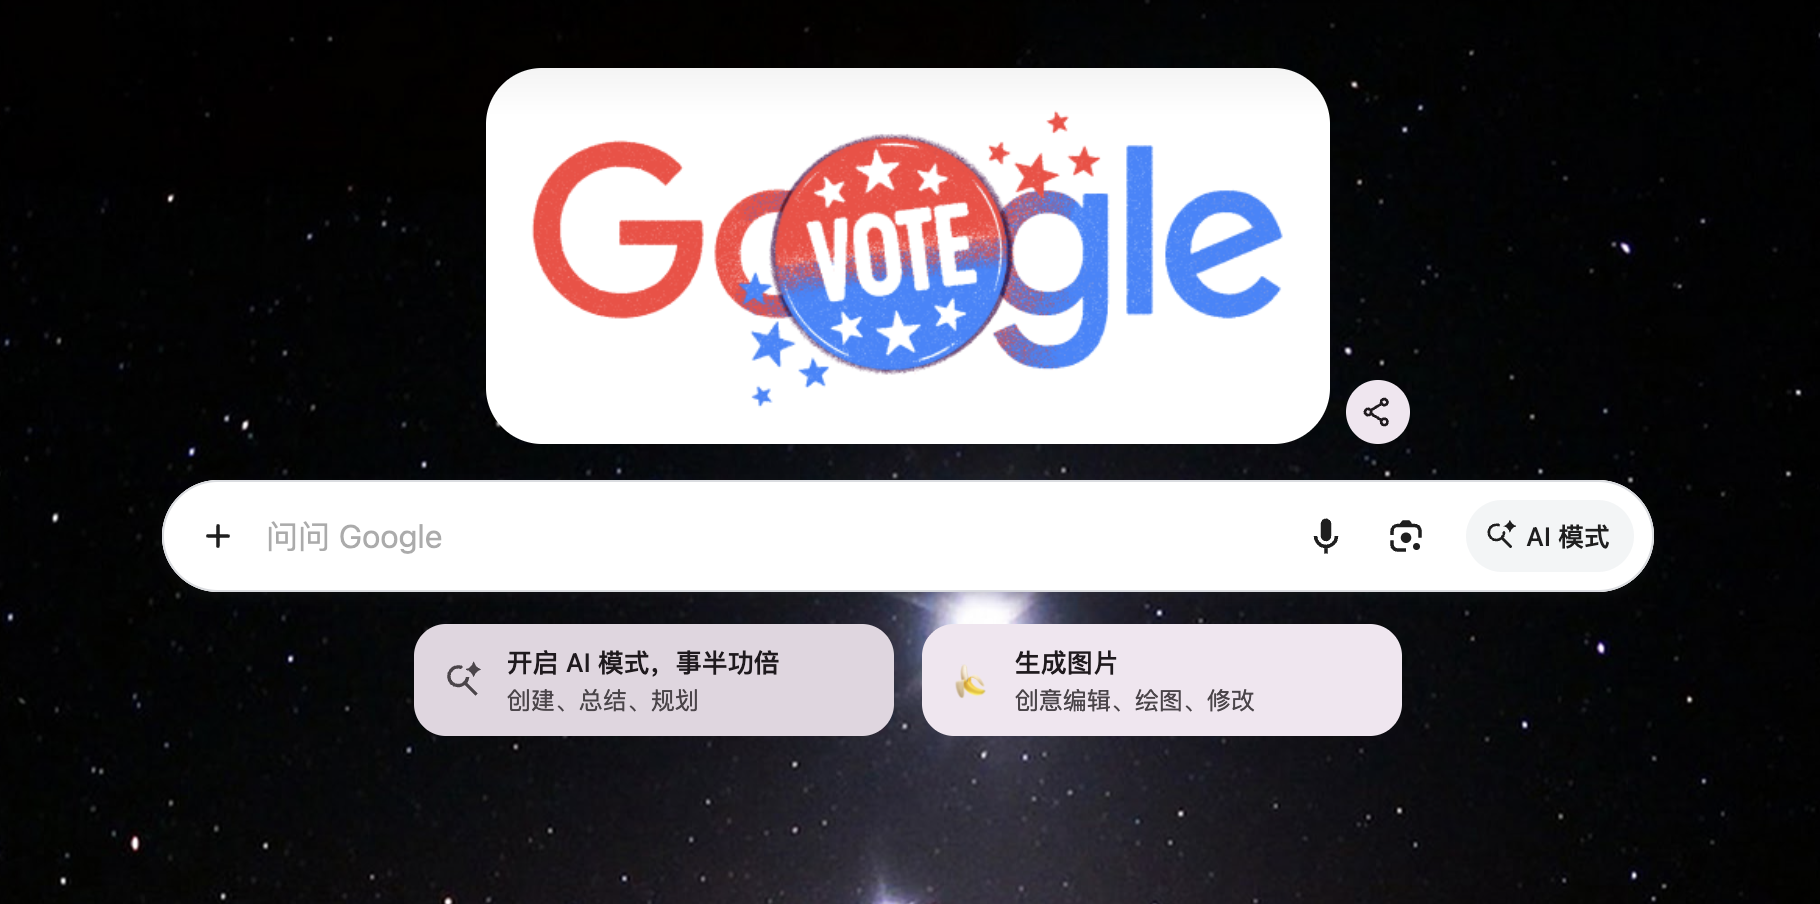 Google
VOTE
问问 Google
AI 模式
开启 AI 模式，事半功倍
创建、总结、规划
生成图片
创意编辑、绘图、修改